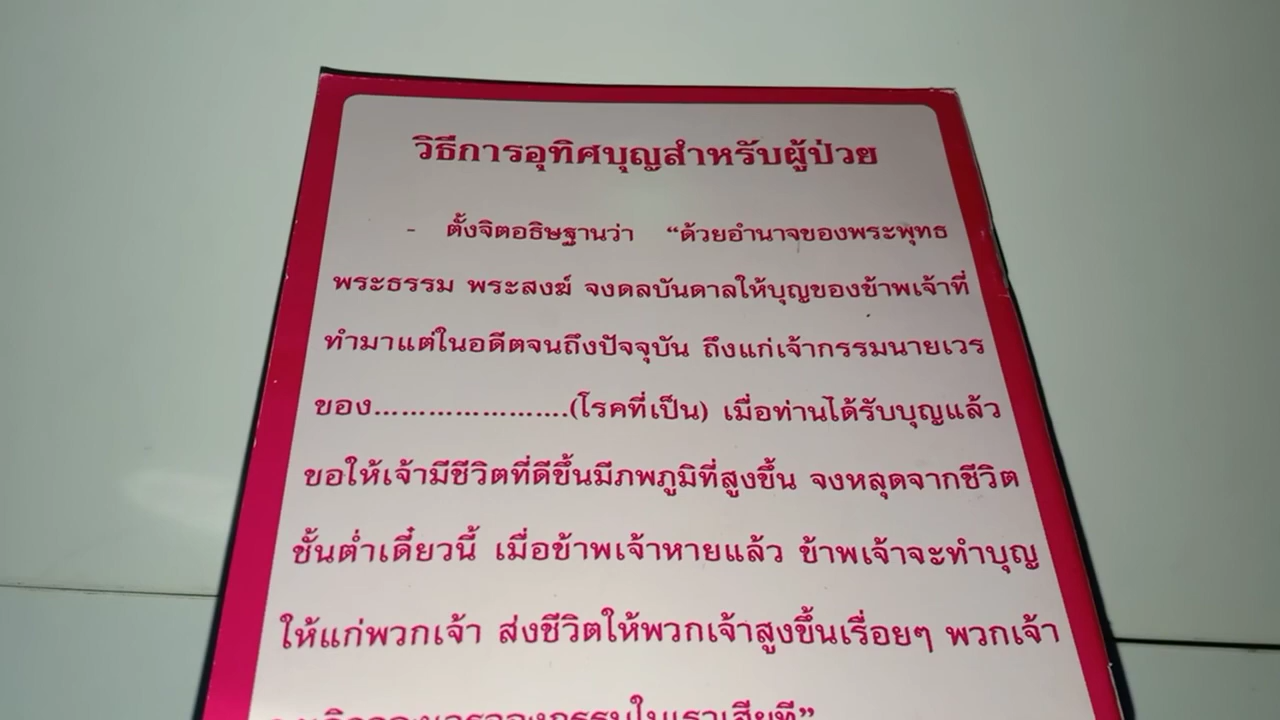 วิธีการอุทิศบุญสำหรับผู้ป่วย
- ตั้งจิตอธิษฐานว่า “ด้วยอำนาจของพระพุทธ
พระธรรม พระสงฆ์ จงดลบันดาลให้บุญของข้าพเจ้าที่
ทำมาแต่ในอดีตจนถึงปัจจุบัน ถึงแก่เจ้ากรรมนายเวร
ของ......................(โรคที่เป็น) เมื่อท่านได้รับบุญแล้ว
ขอให้เจ้ามีชีวิตที่ดีขึ้นมีภพภูมิที่สูงขึ้น จงหลุดจากชีวิต
ชั้นต่ำเดี๋ยวนี้ เมื่อข้าพเจ้าหายแล้ว ข้าพเจ้าจะทำบุญ
ให้แก่พวกเจ้า ส่งชีวิตให้พวกเจ้าสูงขึ้นเรื่อยๆ พวกเจ้า